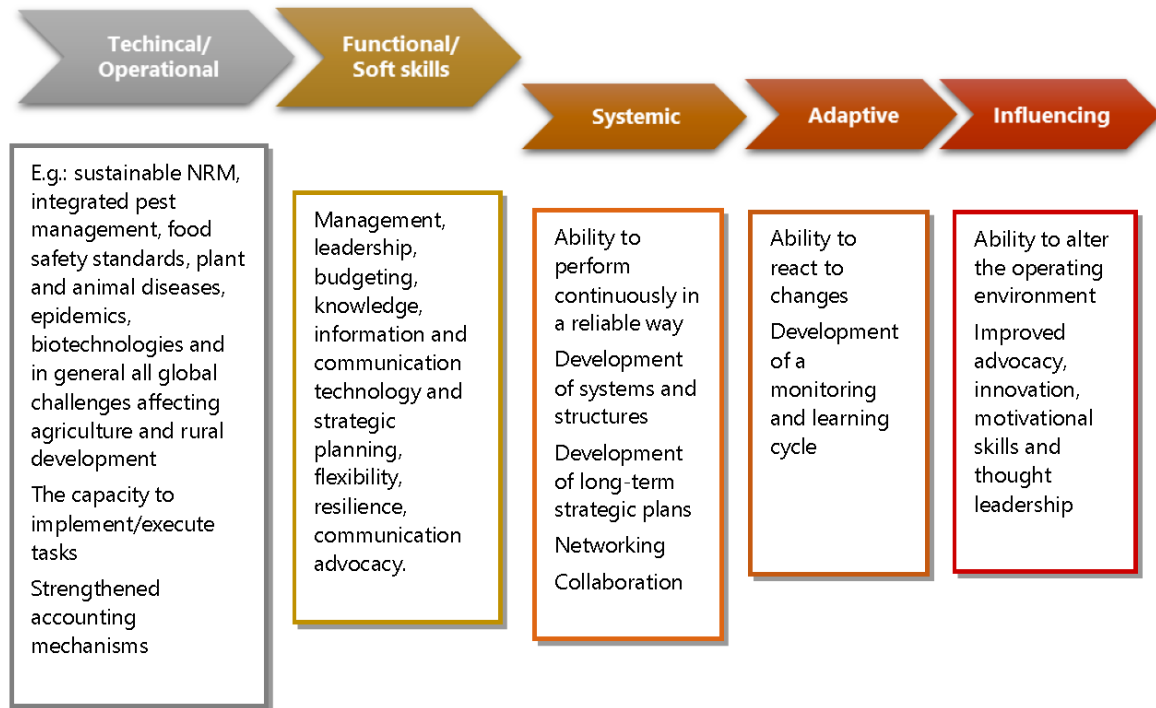 Techincal/
Operational
Functional/
Soft skills
Systemic
Adaptive
Influencing
E.g.: sustainable NRM,
integrated pest
management, food
safety standards, plant
and animal diseases,
epidemics,
biotechnologies and
in general all global
challenges affecting
agriculture and rural
development
The capacity to
implement/execute
tasks
Strengthened
accounting
mechanisms
Management,
leadership,
budgeting,
knowledge,
information and
communication
technology and
strategic
planning,
flexibility,
resilience,
communication
advocacy.
Ability to
perform
continuously in
a reliable way
Development
of systems and
structures
Development
of long-term
strategic plans
Networking
Collaboration
Ability to
react to
changes
Development
of a
monitoring
and learning
cycle
Ability to alter
the operating
environment
Improved
advocacy,
innovation,
motivational
skills and
thought
leadership